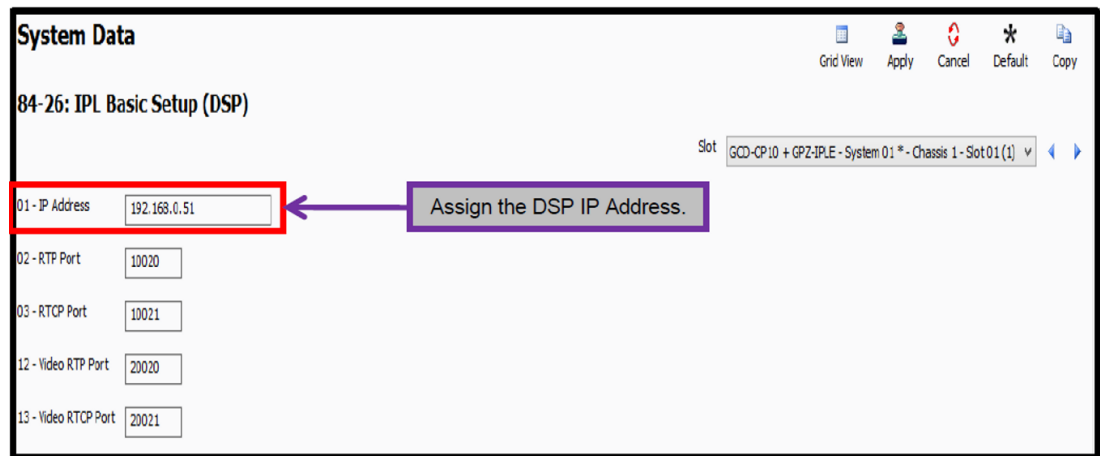 System Data
Grid View Apply Cancel Default Copy
84-26: IPL Basic Setup (DSP)
Slot GCD-CP10 + GPZ-IPLE - System 01 * - Chassis 1 - Slot 01 (1)
01 - IP Address 192.168.0.51 Assign the DSP IP Address.
02 - RTP Port 10020
03 - RTCP Port 10021
12 - Video RTP Port 20020
13 - Video RTCP Port 20021